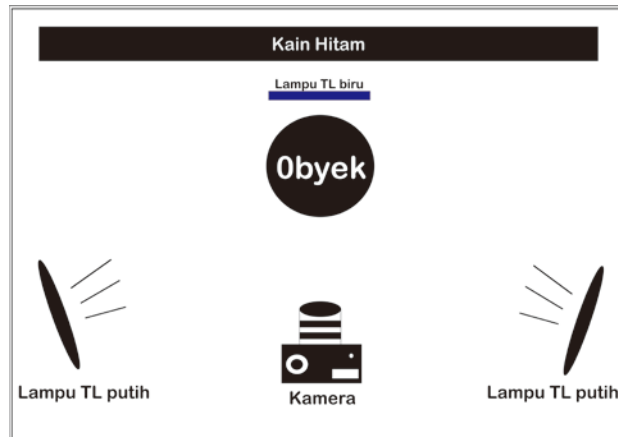 Kain Hitam
Lampu TL biru
0byek
Lampu TL putih
Kamera
Lampu TL putih